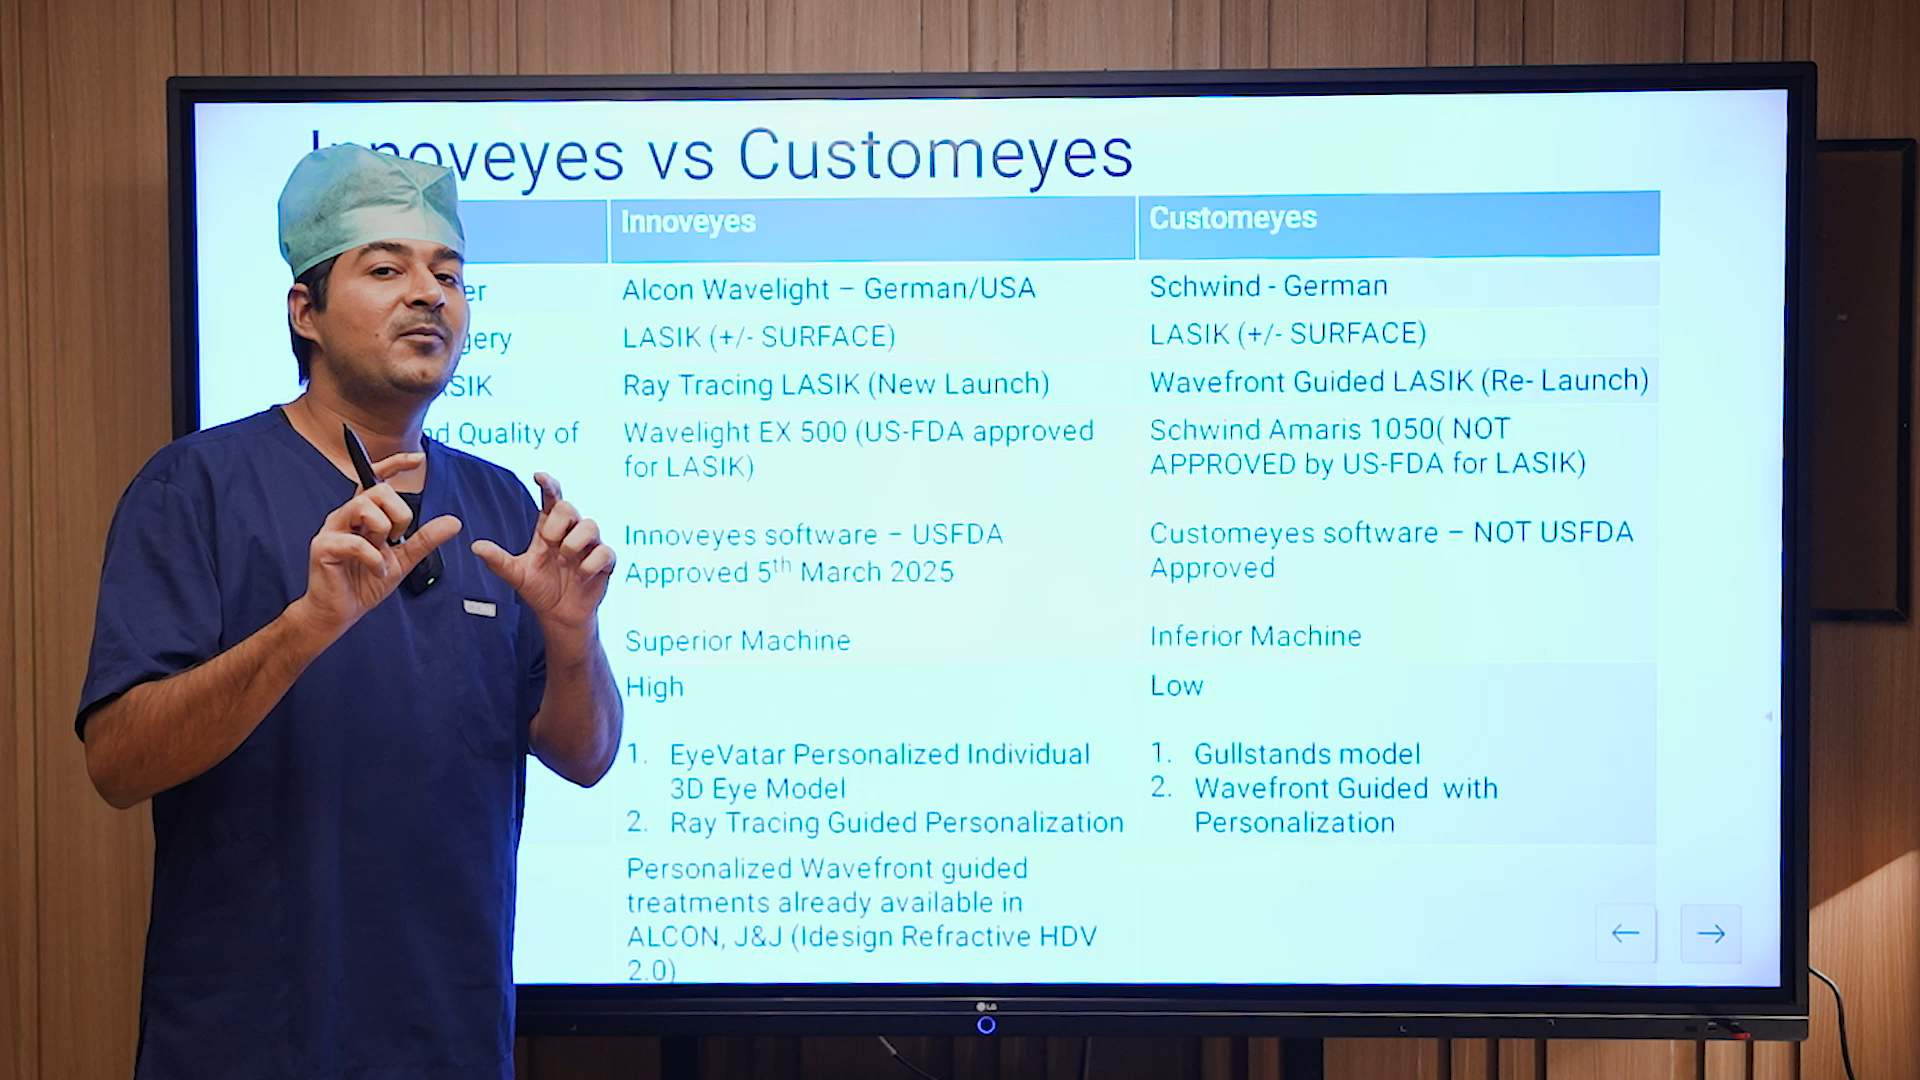 Innoveyes vs Customeyes
Innoveyes
Customeyes
er
Alcon Wavelight – German/USA
Schwind - German
gery
LASIK (+/- SURFACE)
LASIK (+/- SURFACE)
SIK
Ray Tracing LASIK (New Launch)
Wavefront Guided LASIK (Re- Launch)
nd Quality of
Wavelight EX 500 (US-FDA approved
for LASIK)
Schwind Amaris 1050( NOT
APPROVED by US-FDA for LASIK)
Innoveyes software – USFDA
Approved 5th March 2025
Customeyes software – NOT USFDA
Approved
Superior Machine
Inferior Machine
High
Low
1. EyeVatar Personalized Individual
3D Eye Model
2. Ray Tracing Guided Personalization
1. Gullstands model
2. Wavefront Guided with
Personalization
Personalized Wavefront guided
treatments already available in
ALCON, J&J (Idesign Refractive HDV
2.0)
LG